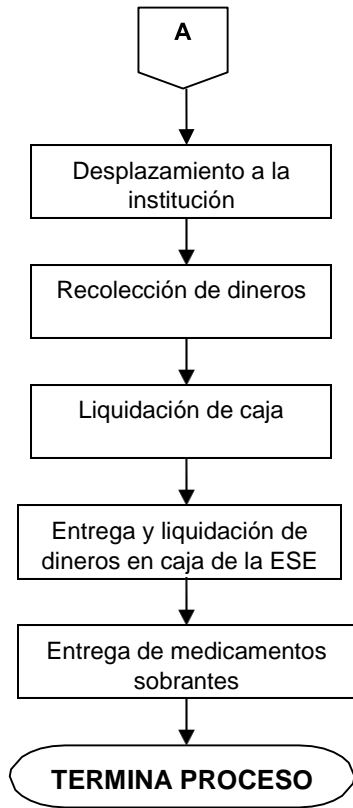 A
Desplazamiento a la
institución
Recolección de dineros
Liquidación de caja
Entrega y liquidación de
dineros en caja de la ESE
Entrega de medicamentos
sobrantes
TERMINA PROCESO